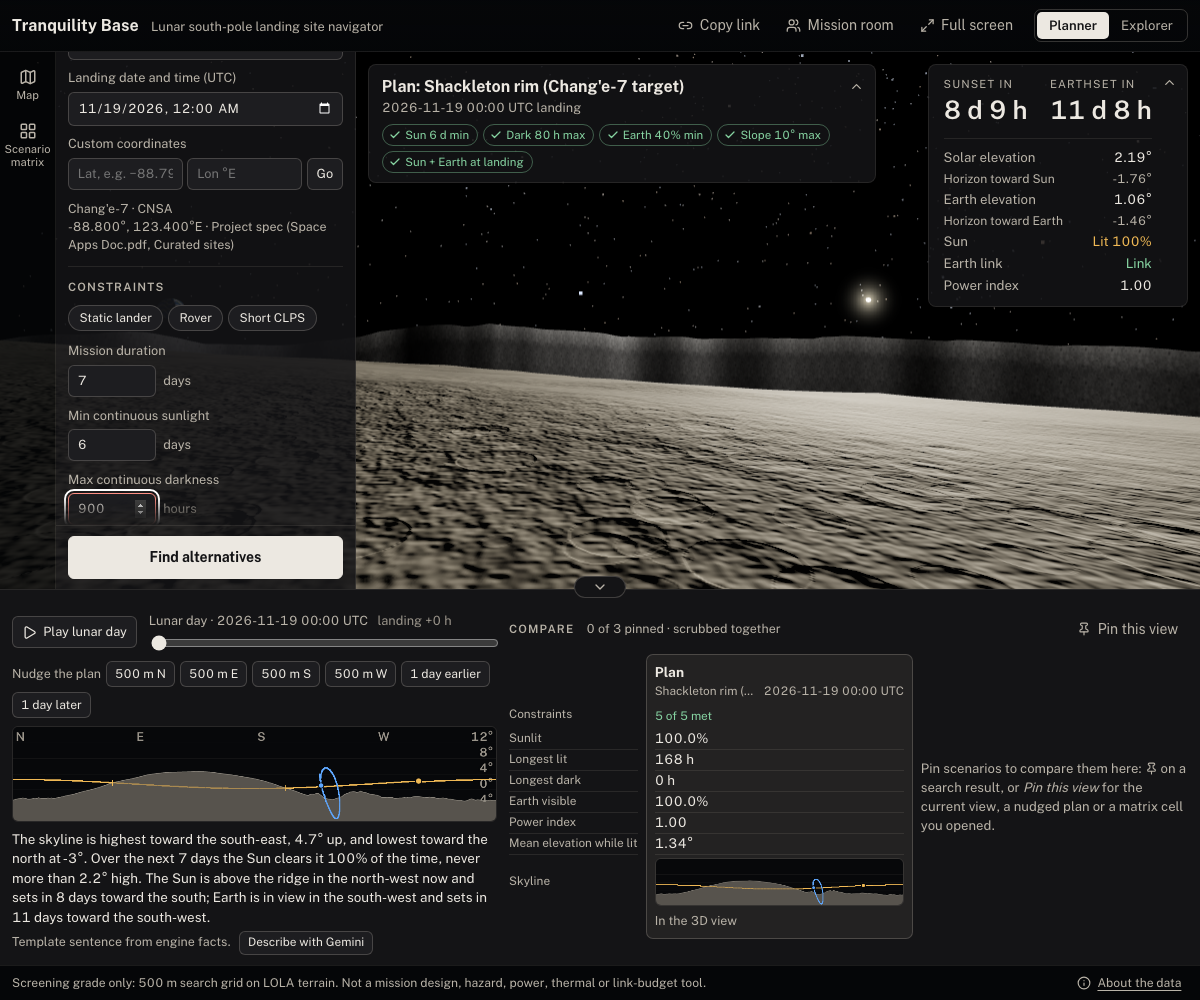 Tranquility Base Lunar south-pole landing site navigator
Copy link
Mission room
Full screen
Planner
Explorer
Map
Scenario
matrix
Landing date and time (UTC)
11/19/2026, 12:00 AM
Custom coordinates
Lat, e.g. −88.79
Lon °E
Go
Chang'e-7 · CNSA
-88.800°, 123.400°E · Project spec (Space
Apps Doc.pdf, Curated sites)
CONSTRAINTS
Static lander
Rover
Short CLPS
Mission duration
7 days
Min continuous sunlight
6 days
Max continuous darkness
900 hours
Find alternatives
Plan: Shackleton rim (Chang'e-7 target)
2026-11-19 00:00 UTC landing
Sun 6 d min
Dark 80 h max
Earth 40% min
Slope 10° max
Sun + Earth at landing
SUNSET IN
8 d 9 h
EARTHSET IN
11 d 8 h
Solar elevation 2.19°
Horizon toward Sun -1.76°
Earth elevation 1.06°
Horizon toward Earth -1.46°
Sun Lit 100%
Earth link Link
Power index 1.00
Play lunar day
Lunar day · 2026-11-19 00:00 UTC landing +0 h
Nudge the plan
500 m N
500 m E
500 m S
500 m W
1 day earlier
1 day later
N E S W
12°
8°
4°
0°
4°
The skyline is highest toward the south-east, 4.7° up, and lowest toward the
north at -3°. Over the next 7 days the Sun clears it 100% of the time, never
more than 2.2° high. The Sun is above the ridge in the north-west now and
sets in 8 days toward the south; Earth is in view in the south-west and sets in
11 days toward the south-west.
Template sentence from engine facts.
Describe with Gemini
COMPARE 0 of 3 pinned · scrubbed together
Pin this view
Plan
Shackleton rim (... 2026-11-19 00:00 UTC
Constraints 5 of 5 met
Sunlit 100.0%
Longest lit 168 h
Longest dark 0 h
Earth visible 100.0%
Power index 1.00
Mean elevation while lit 1.34°
Skyline
In the 3D view
Pin scenarios to compare them here: on a
search result, or Pin this view for the
current view, a nudged plan or a matrix cell
you opened.
Screening grade only: 500 m search grid on LOLA terrain. Not a mission design, hazard, power, thermal or link-budget tool.
About the data